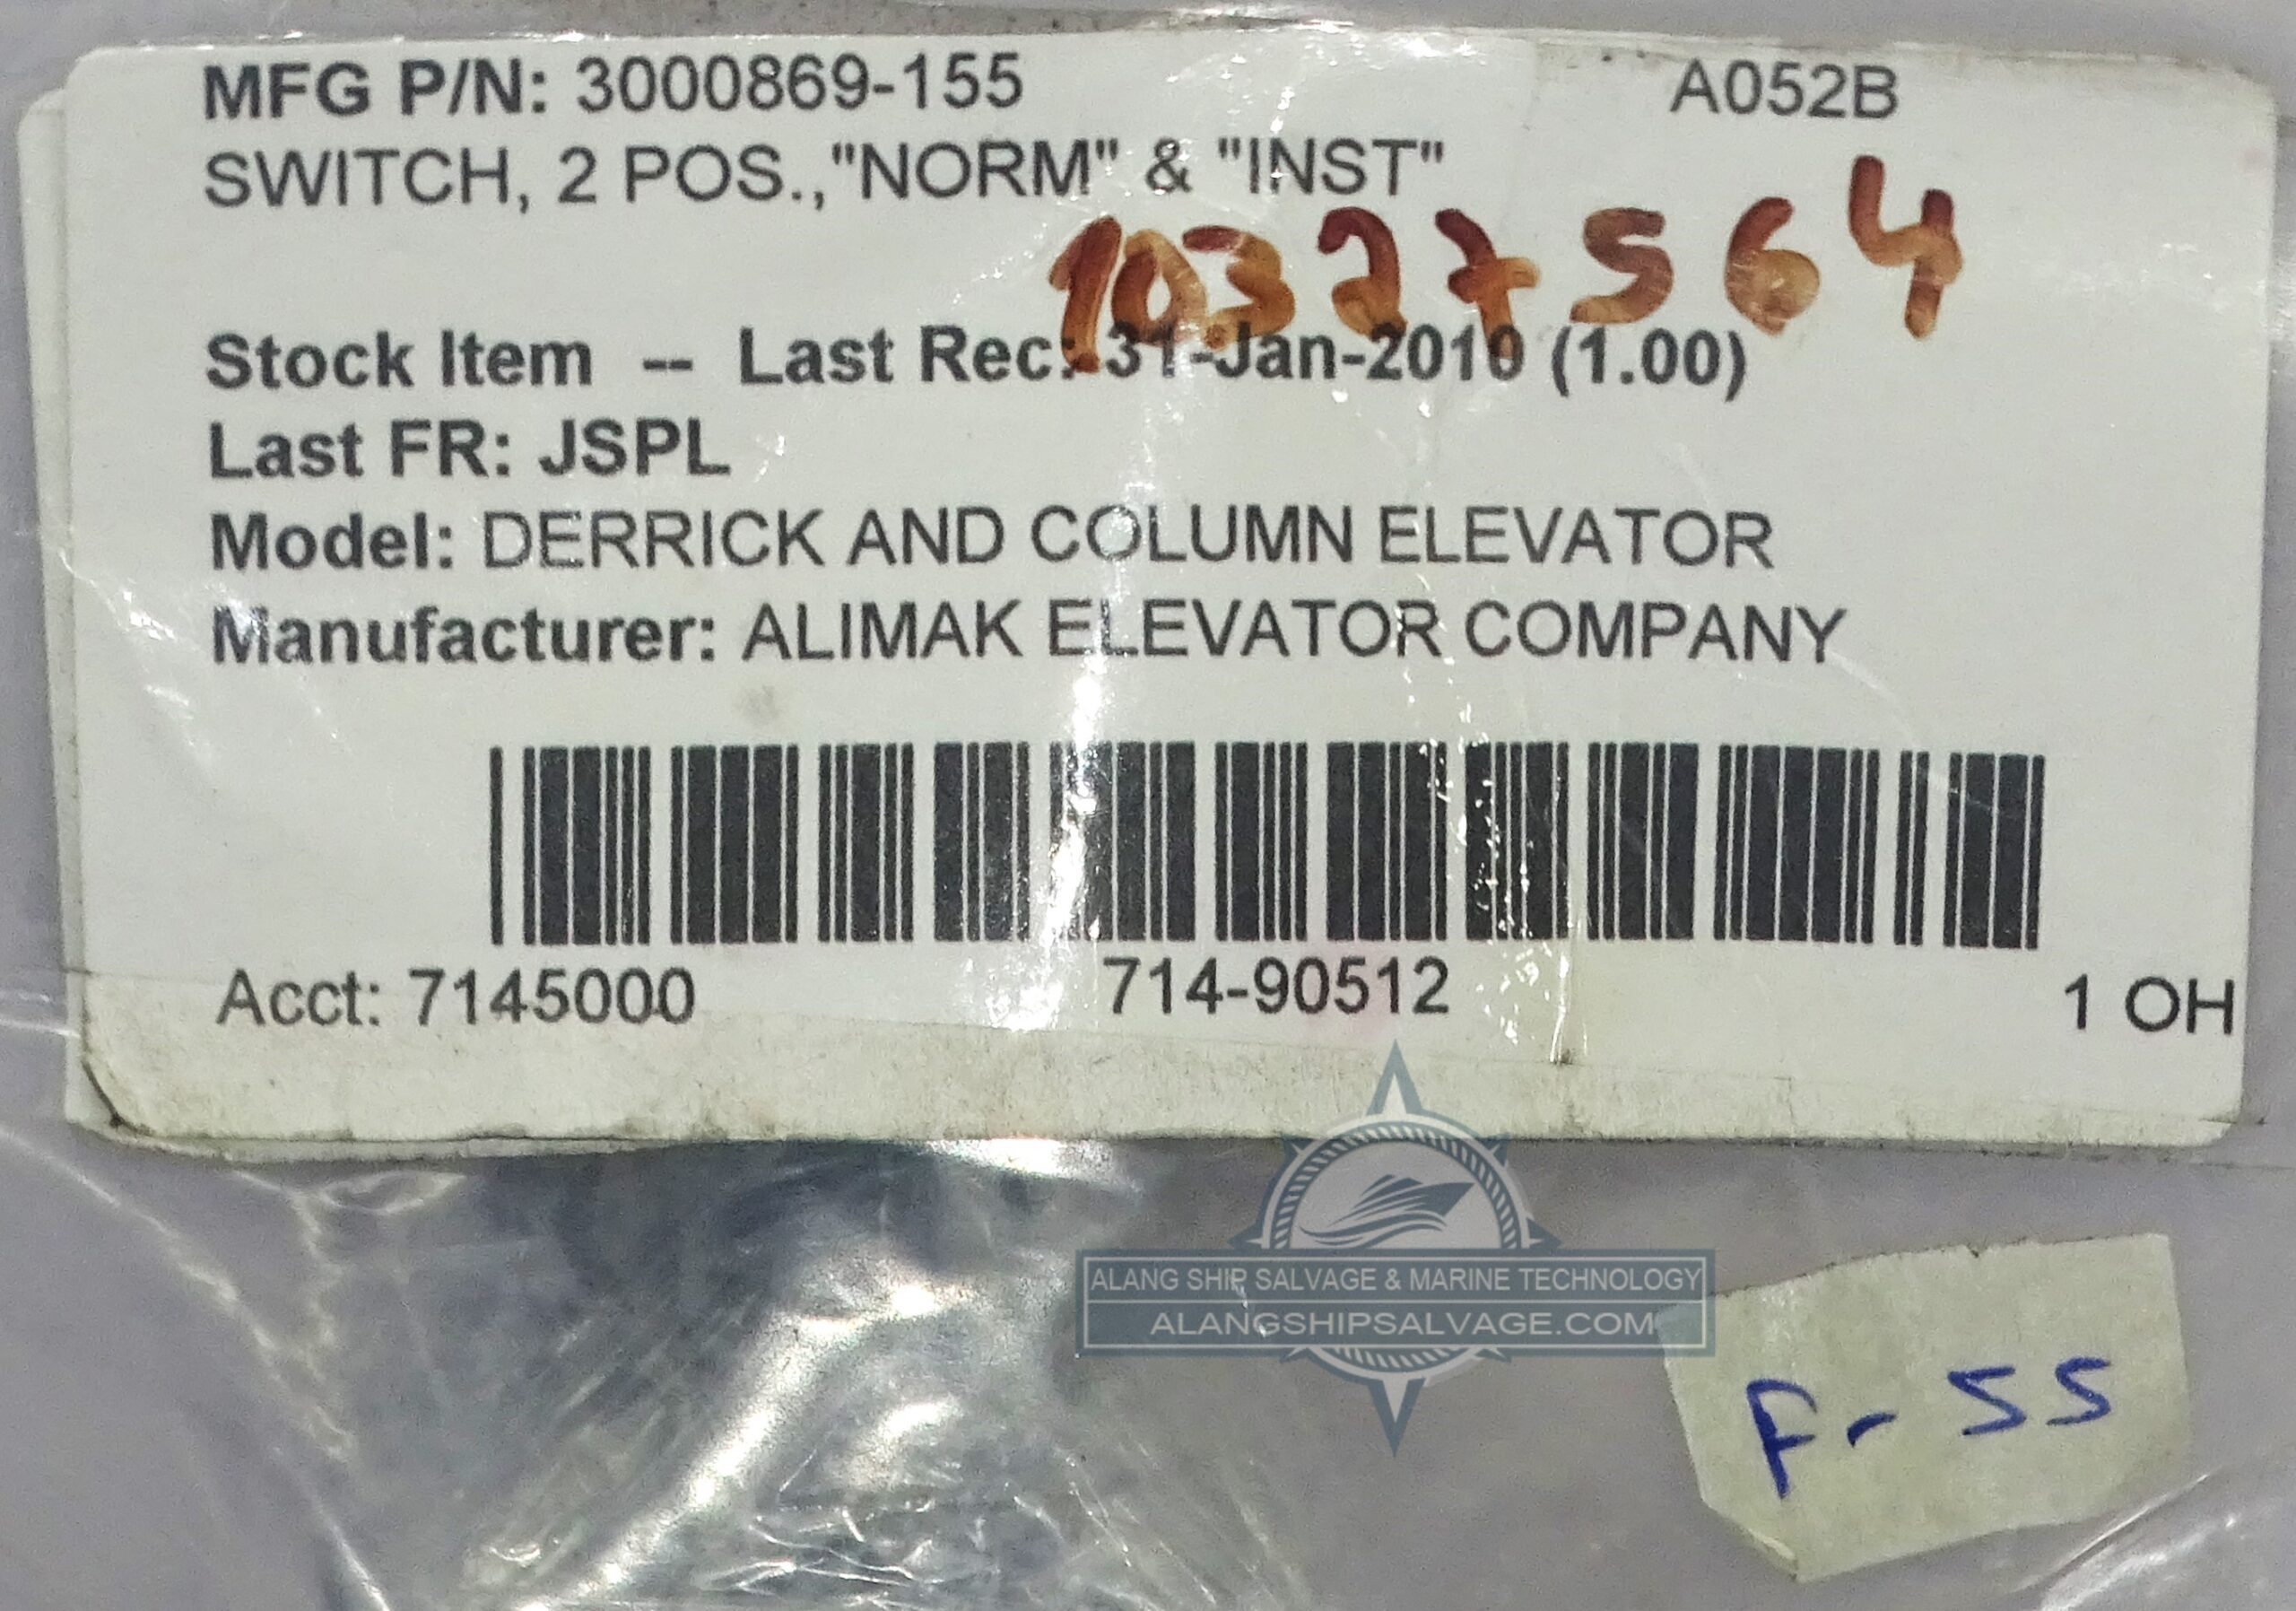 MFG P/N: 3000869-155 A052B
SWITCH, 2 POS.,"NORM" & "INST"
10327564
Stock Item -- Last Rec: 31-Jan-2010 (1.00)
Last FR: JSPL
Model: DERRICK AND COLUMN ELEVATOR
Manufacturer: ALIMAK ELEVATOR COMPANY
Acct: 7145000 714-90512 1 OH
ALANG SHIP SALVAGE & MARINE TECHNOLOGY
ALANGSHIPSALVAGE.COM
F-55